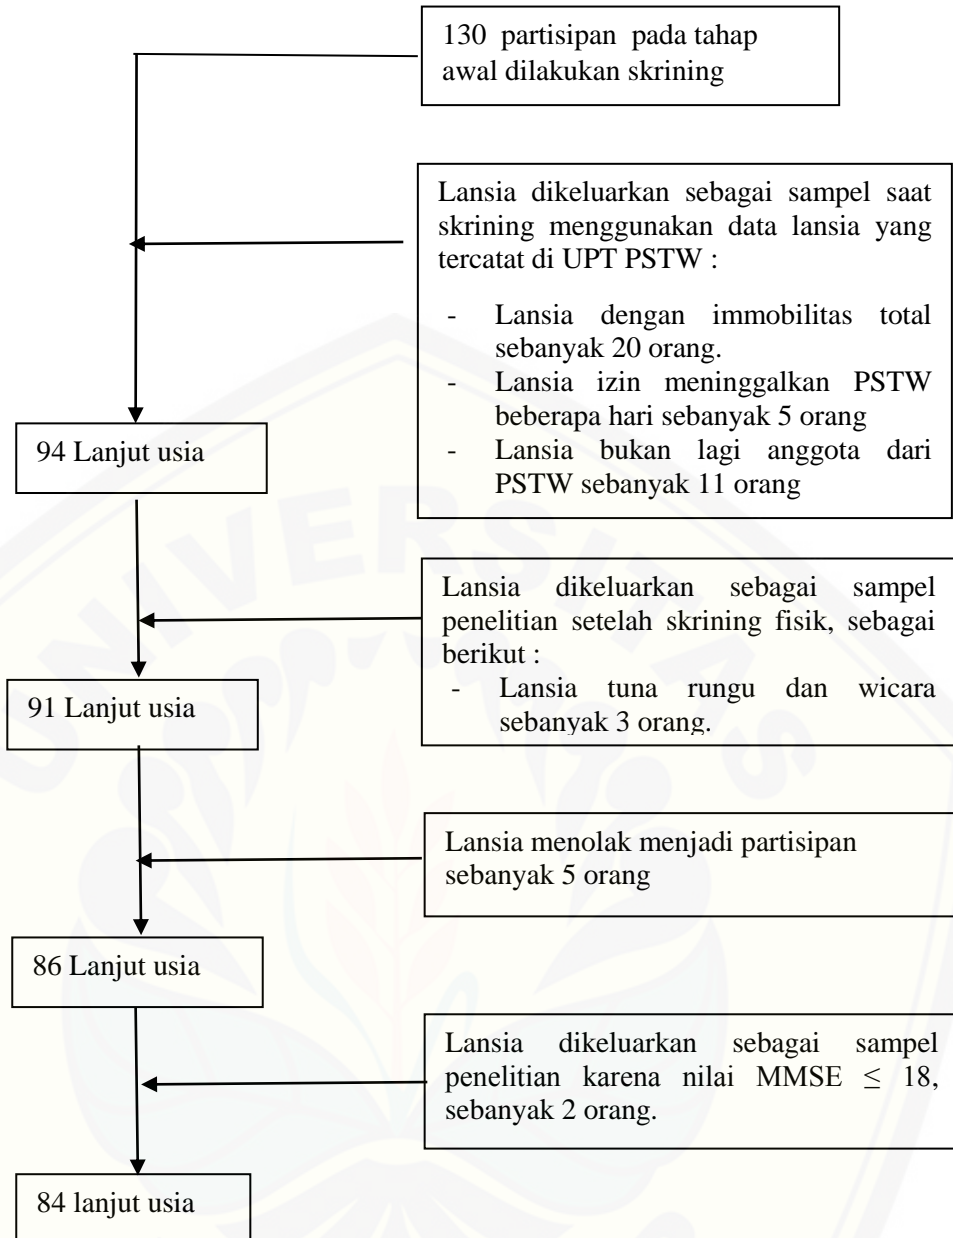 130 partisipan pada tahap
awal dilakukan skrining
Lansia dikeluarkan sebagai sampel saat
skrining menggunakan data lansia yang
tercatat di UPT PSTW :
- Lansia dengan immobilitas total
sebanyak 20 orang.
- Lansia izin meninggalkan PSTW
beberapa hari sebanyak 5 orang
- Lansia bukan lagi anggota dari
PSTW sebanyak 11 orang
94 Lanjut usia
Lansia dikeluarkan sebagai sampel
penelitian setelah skrining fisik, sebagai
berikut :
- Lansia tuna rungu dan wicara
sebanyak 3 orang.
91 Lanjut usia
Lansia menolak menjadi partisipan
sebanyak 5 orang
86 Lanjut usia
Lansia dikeluarkan sebagai sampel
penelitian karena nilai MMSE ≤ 18,
sebanyak 2 orang.
84 lanjut usia
UNIVERSITAS